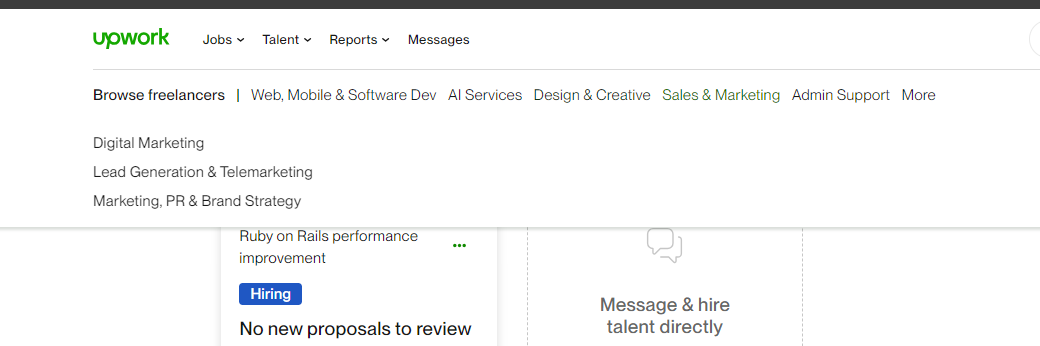 upwork Jobs Talent Reports Messages
Browse freelancers | Web, Mobile & Software Dev AI Services Design & Creative Sales & Marketing Admin Support More
Digital Marketing
Lead Generation & Telemarketing
Marketing, PR & Brand Strategy
Ruby on Rails performance
improvement
Hiring
No new proposals to review
Message & hire
talent directly